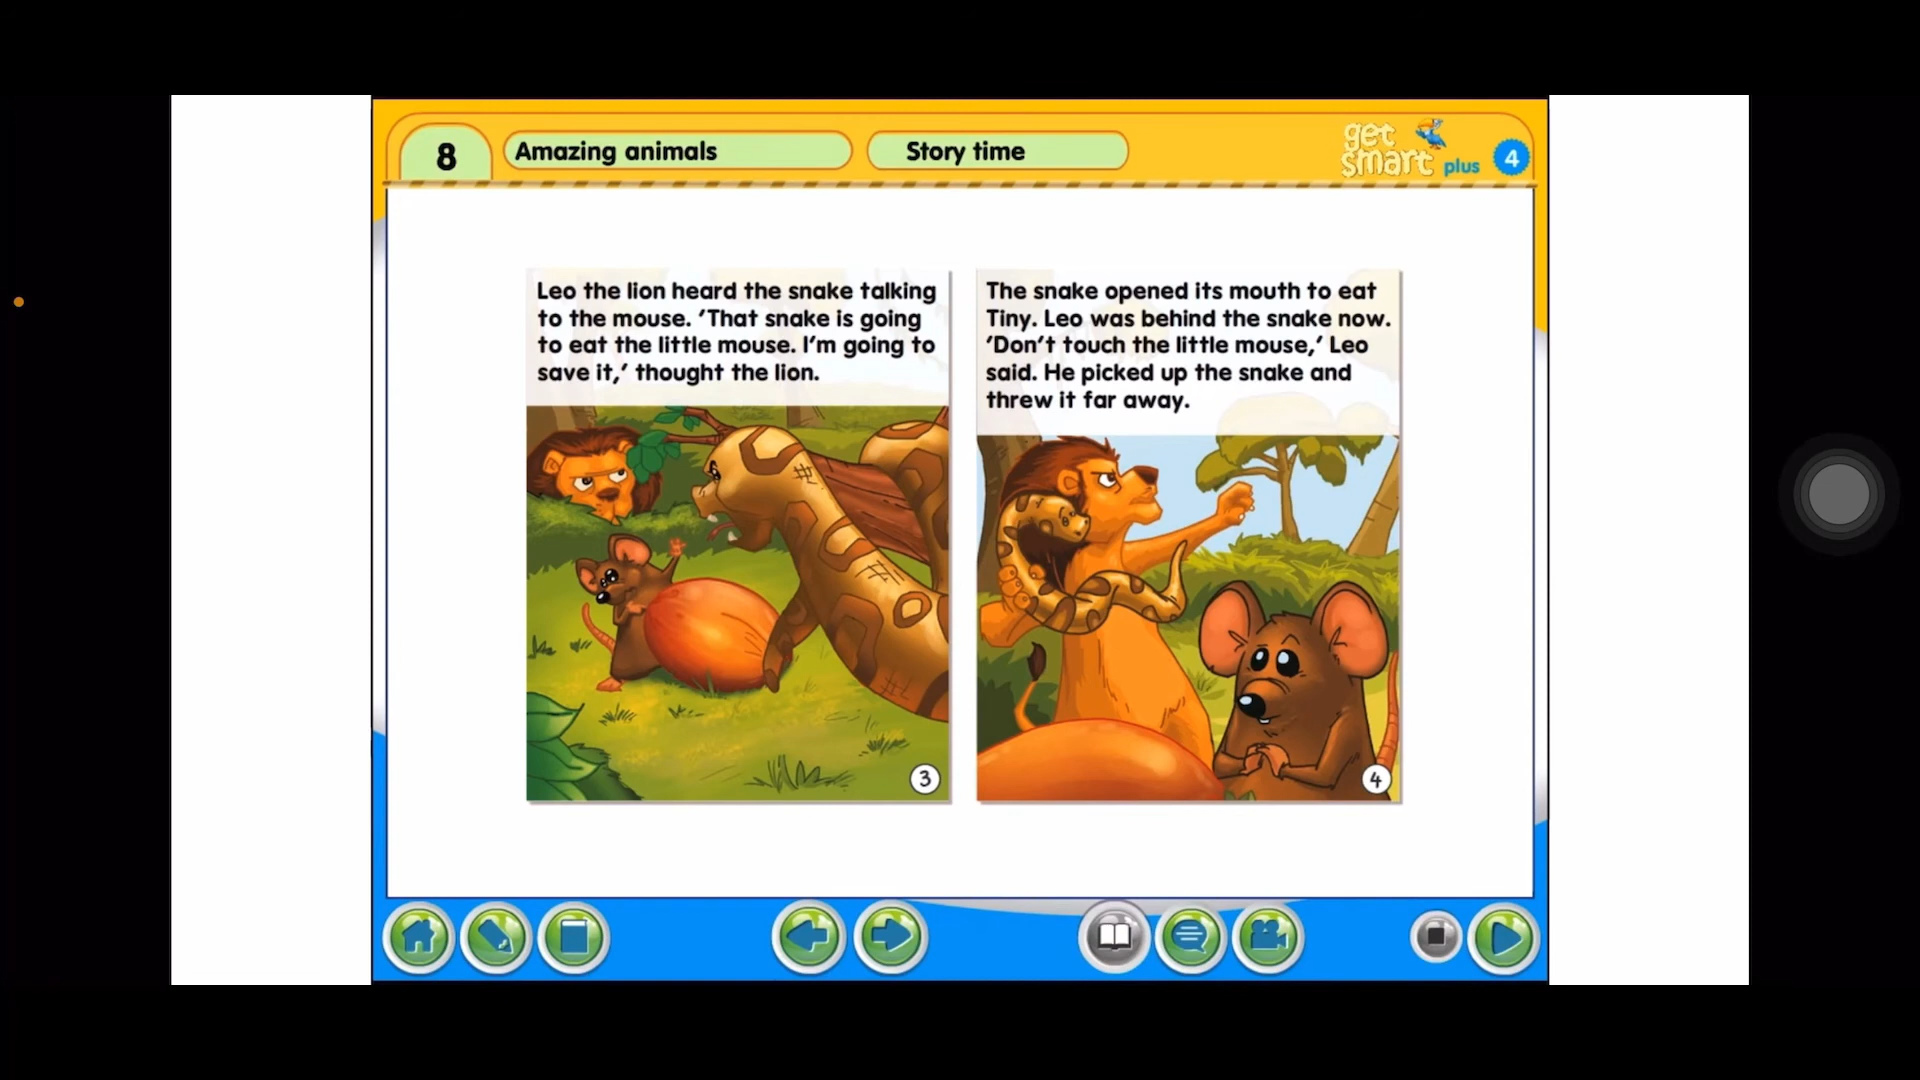 8
Amazing animals
Story time
get
smart
plus
4
Leo the lion heard the snake talking
to the mouse. ‘That snake is going
to eat the little mouse. I’m going to
save it,’ thought the lion.
3
The snake opened its mouth to eat
Tiny. Leo was behind the snake now.
‘Don’t touch the little mouse,’ Leo
said. He picked up the snake and
threw it far away.
4